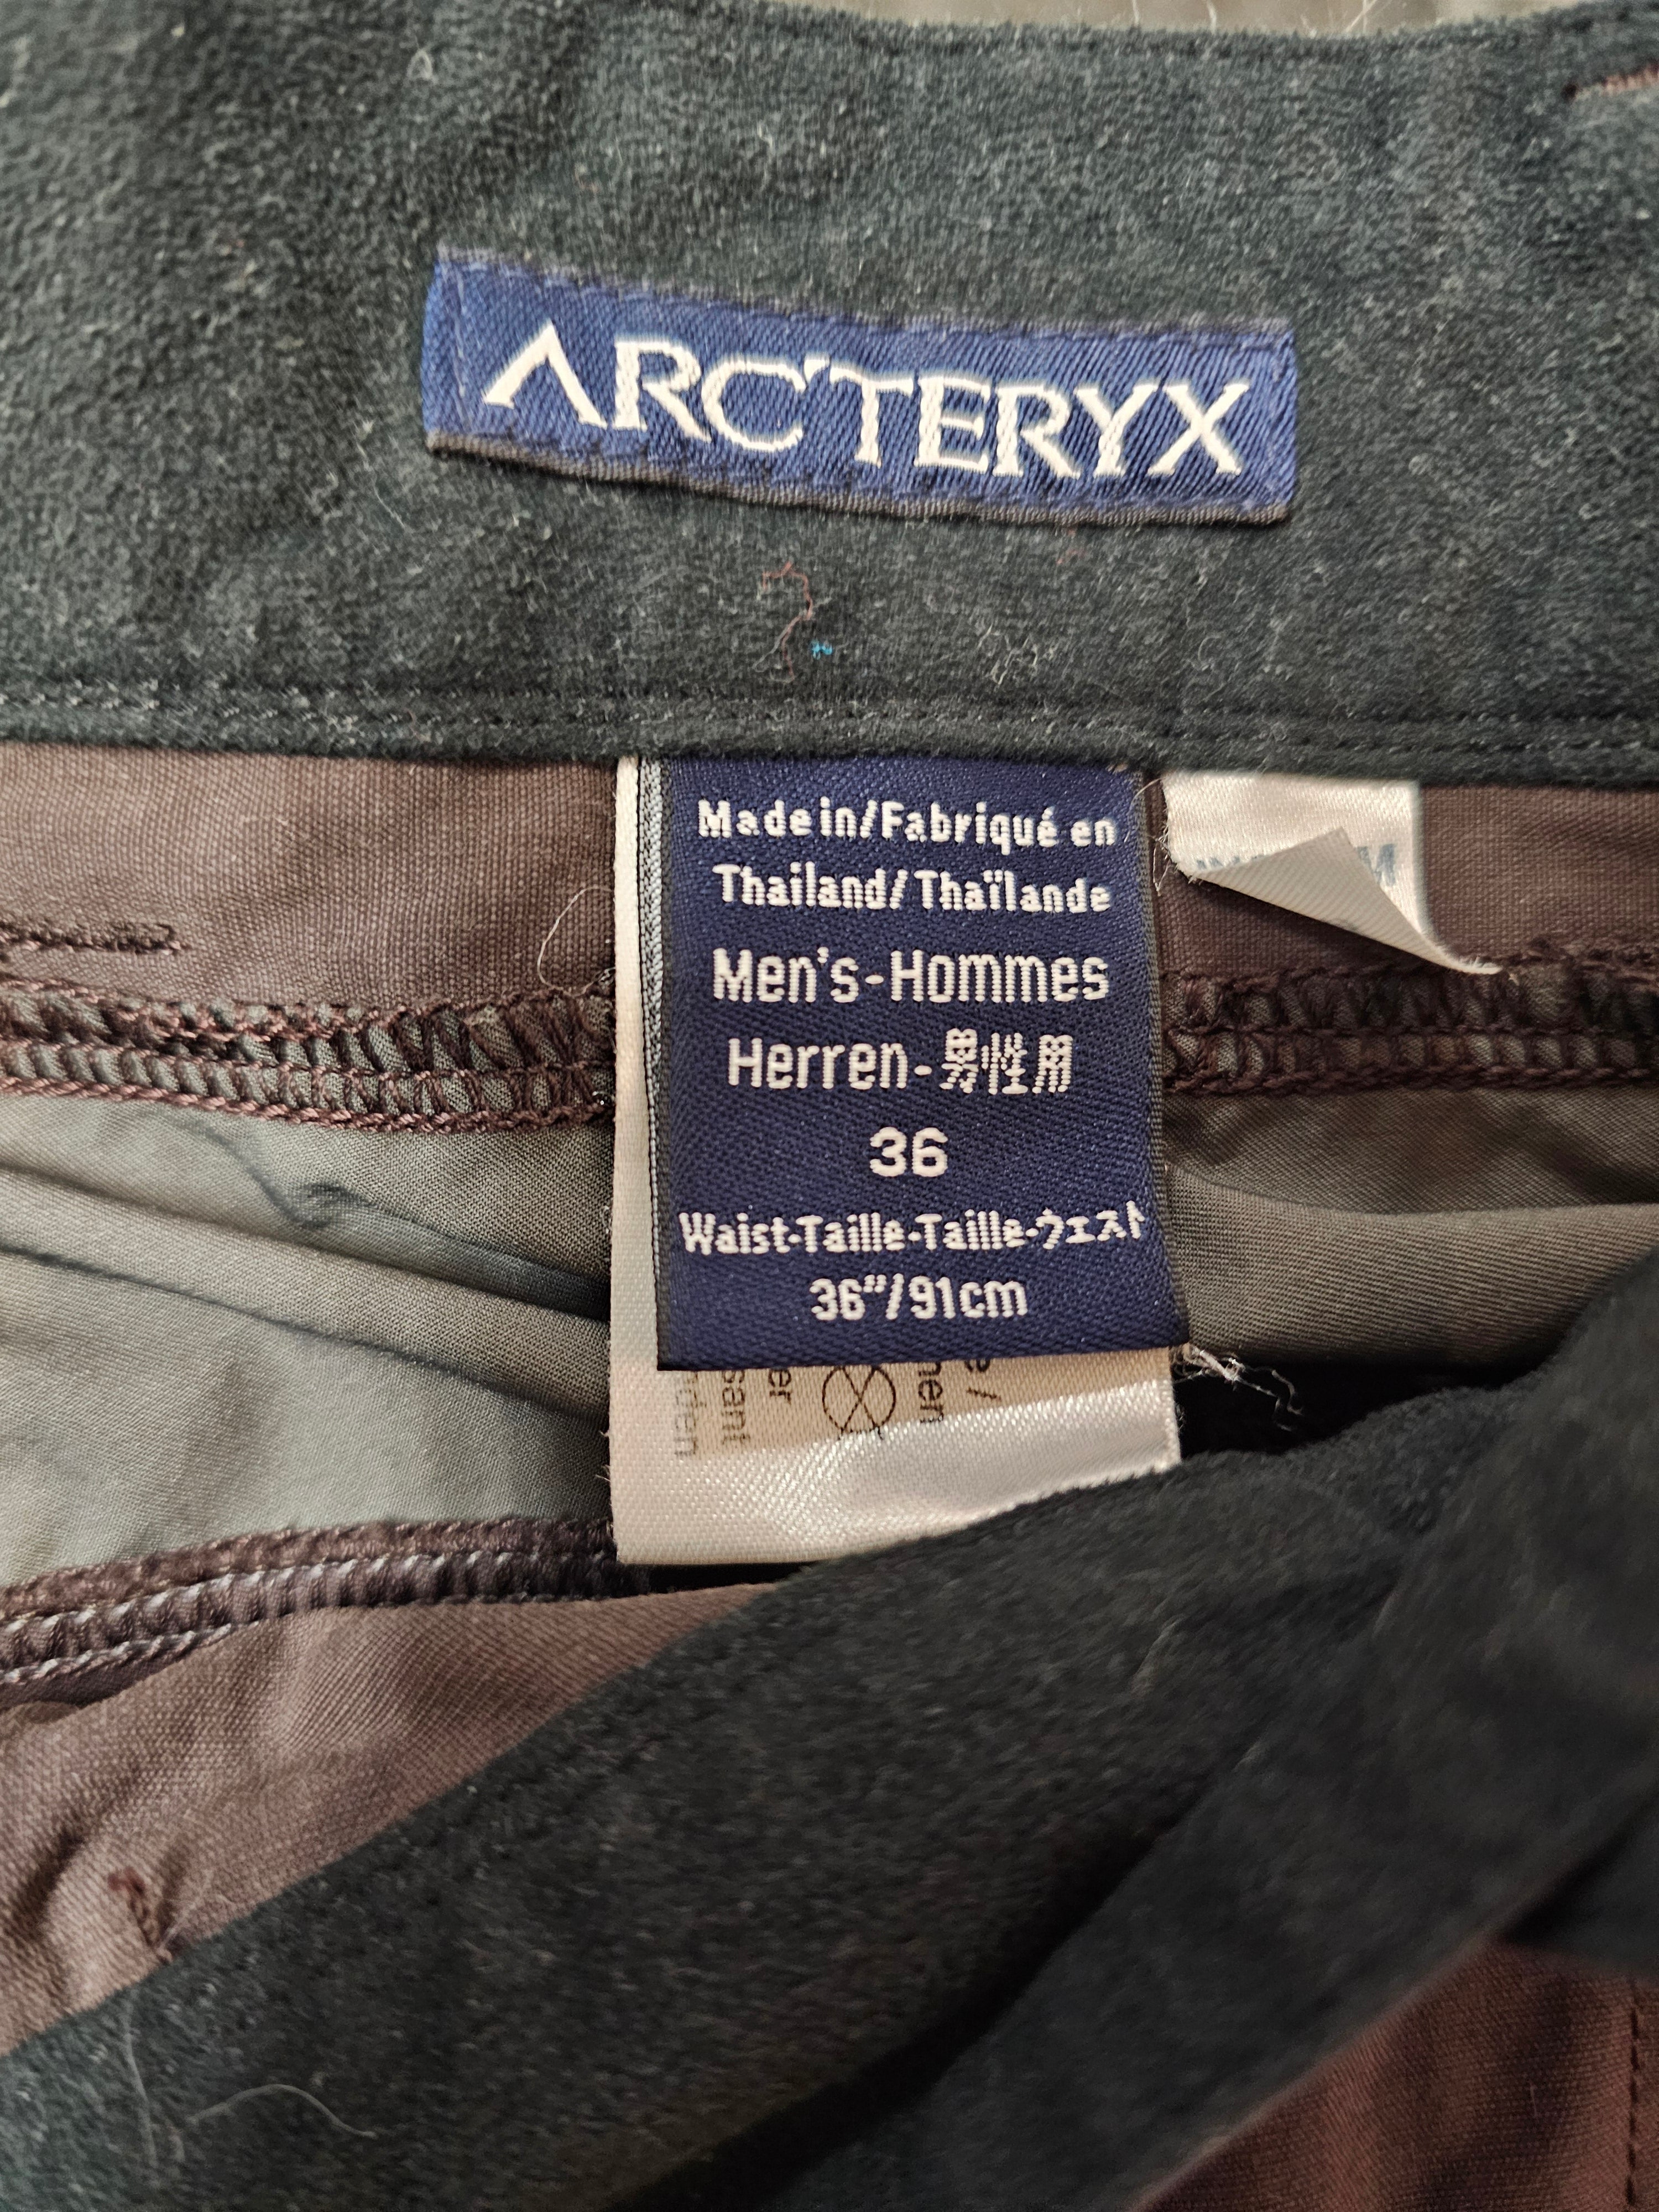 ARC'TERYX
Made in/Fabriqué en
Thailand/Thaïlande
Men's-Hommes
Herren-男性用
36
Waist-Taille-Taille-ウエスト
36"/91cm